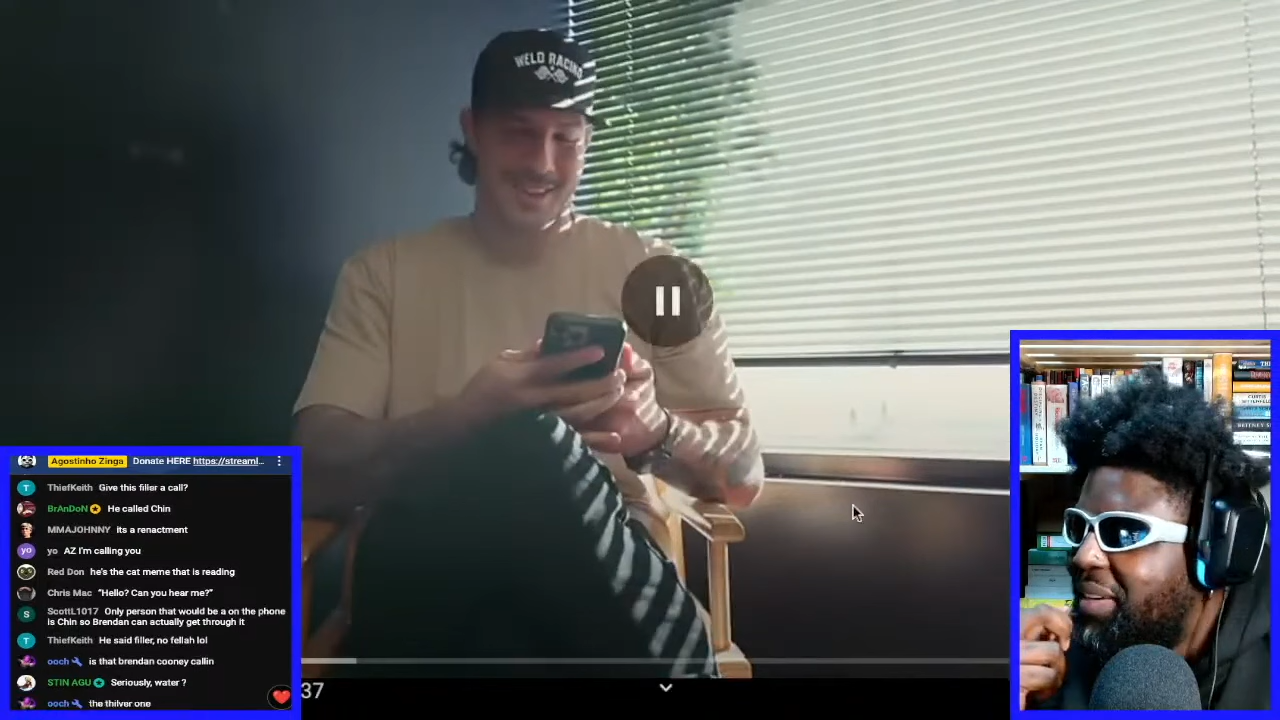 WELD RACING
Agostinho Zinga Donate HERE https://streaml...
ThiefKeith Give this filler a call?
BrAnDoN He called Chin
MMAJOHNNY Its a renactment
yo yo AZ I'm calling you
Red Don he's the cat meme that is reading
Chris Mac "Hello? Can you hear me?"
ScottL1017 Only person that would be a on the phone
is Chin so Brendan can actually get through it
T ThiefKeith He said filler, no fellah lol
ooch is that brendan cooney callin
STIN AGU Seriously, water ?
ooch the thilver one
37